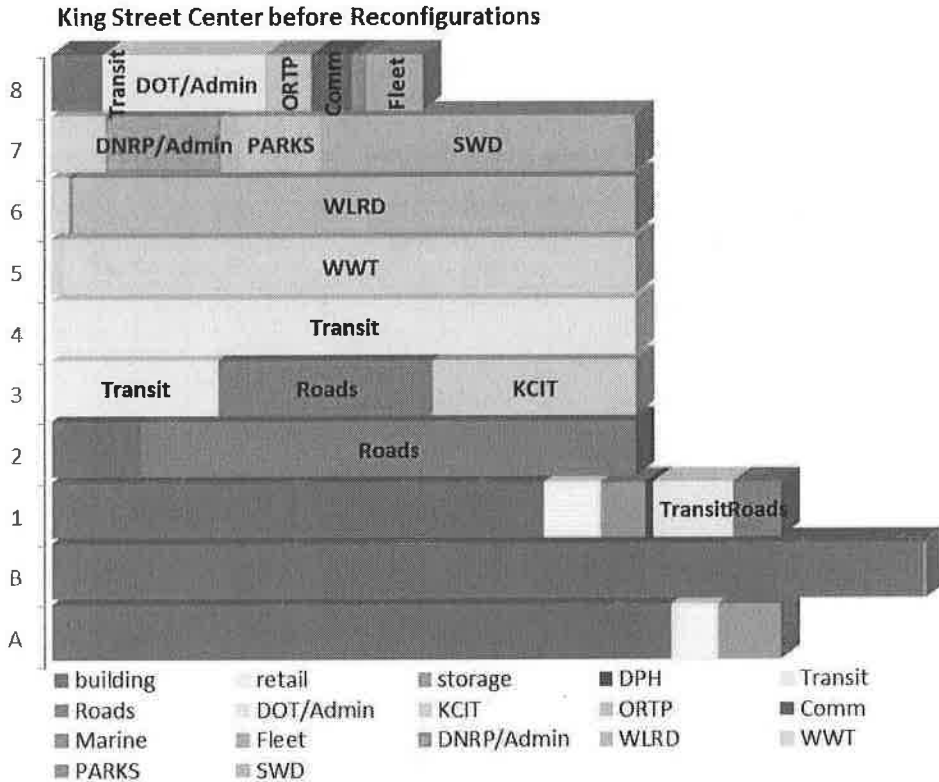 King Street Center before Reconfigurations
8 Transit DOT/Admin ORTP Comm Fleet
7 DNRP/Admin PARKS SWD
6 WLRD
5 WWT
4 Transit
3 Transit Roads KCIT
2 Roads
1 Transit Roads
B
A
building retail storage DPH Transit
Roads DOT/Admin KCIT ORTP Comm
Marine Fleet DNRP/Admin WLRD WWT
PARKS SWD